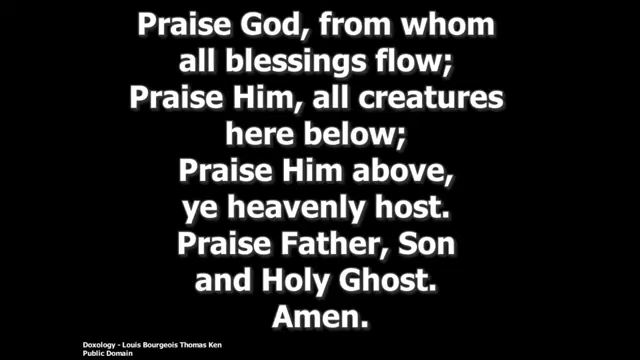 Praise God, from whom
all blessings flow;
Praise Him, all creatures
here below;
Praise Him above,
ye heavenly host.
Praise Father, Son
and Holy Ghost.
Amen.
Doxology - Louis Bourgeois Thomas Ken
Public Domain